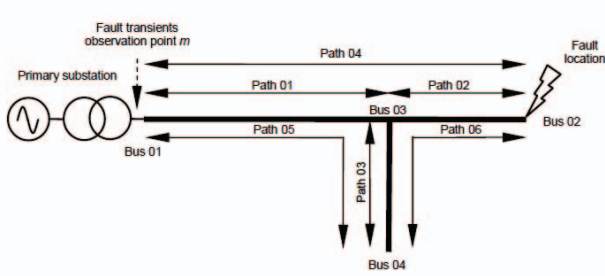 Fault transients
observation point m
Path 04
Fault
location
Primary substation
Path 01
Path 02
Bus 03
Bus 02
Bus 01
Path 05
Path 06
Path 03
Bus 04